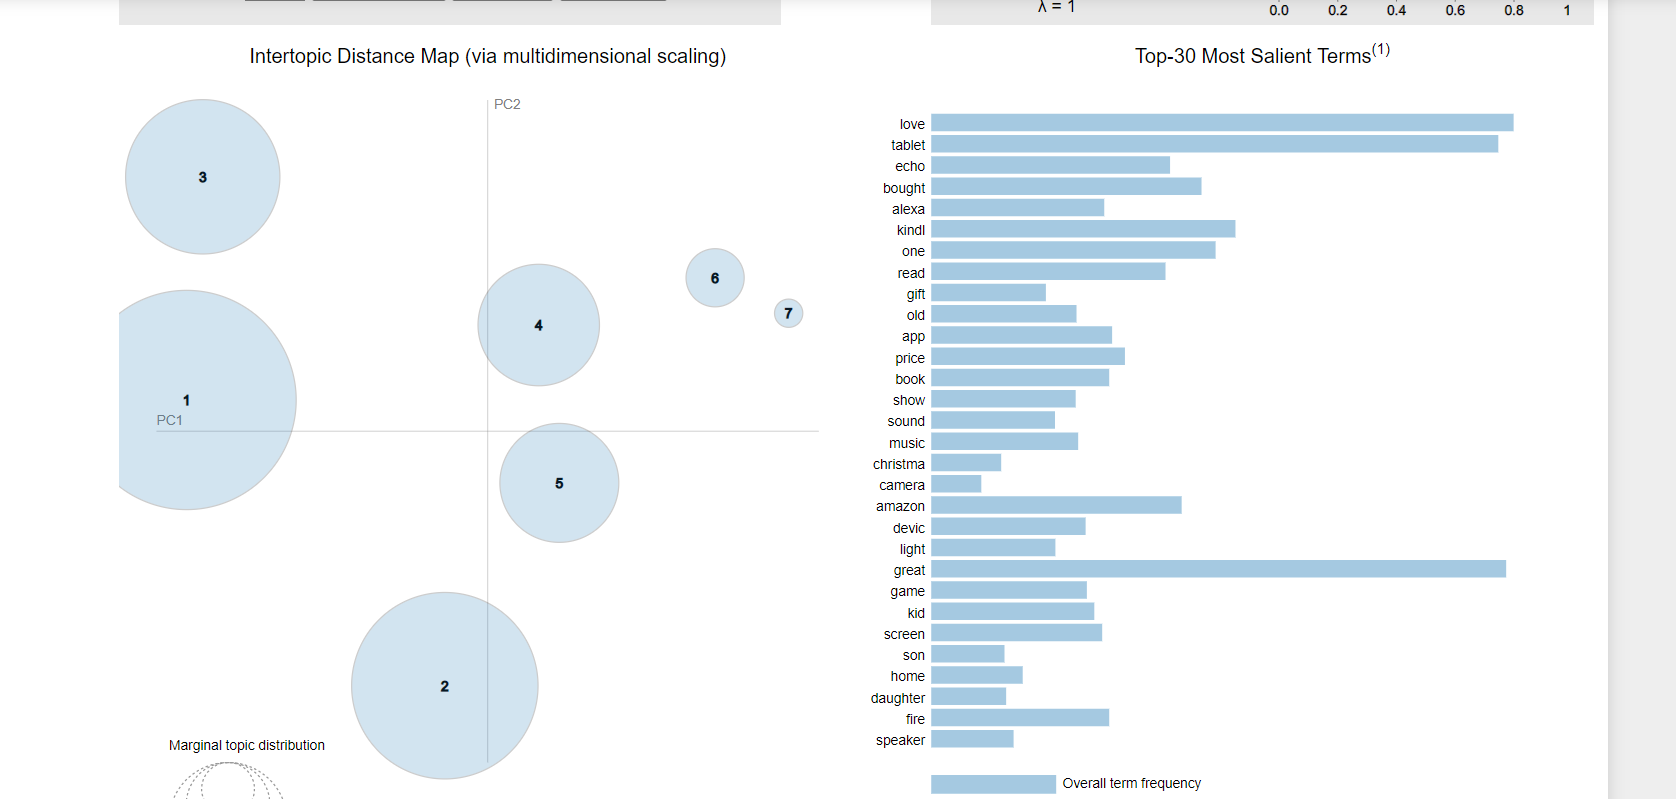 λ = 1
0.0 0.2 0.4 0.6 0.8 1
Intertopic Distance Map (via multidimensional scaling)
PC2
3
6
7
4
1
PC1
5
2
Marginal topic distribution
Top-30 Most Salient Terms(1)
love
tablet
echo
bought
alexa
kindl
one
read
gift
old
app
price
book
show
sound
music
christma
camera
amazon
devic
light
great
game
kid
screen
son
home
daughter
fire
speaker
Overall term frequency